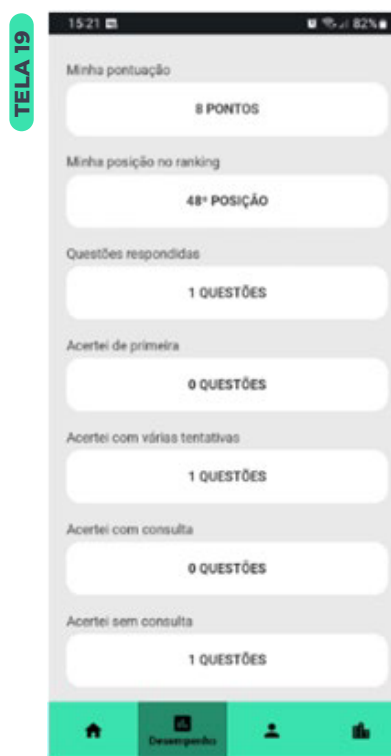 TELA 19
15:21
82%
Minha pontuação
8 PONTOS
Minha posição no ranking
48ª POSIÇÃO
Questões respondidas
1 QUESTÕES
Acertei de primeira
0 QUESTÕES
Acertei com várias tentativas
1 QUESTÕES
Acertei com consulta
0 QUESTÕES
Acertei sem consulta
1 QUESTÕES
Desempenho